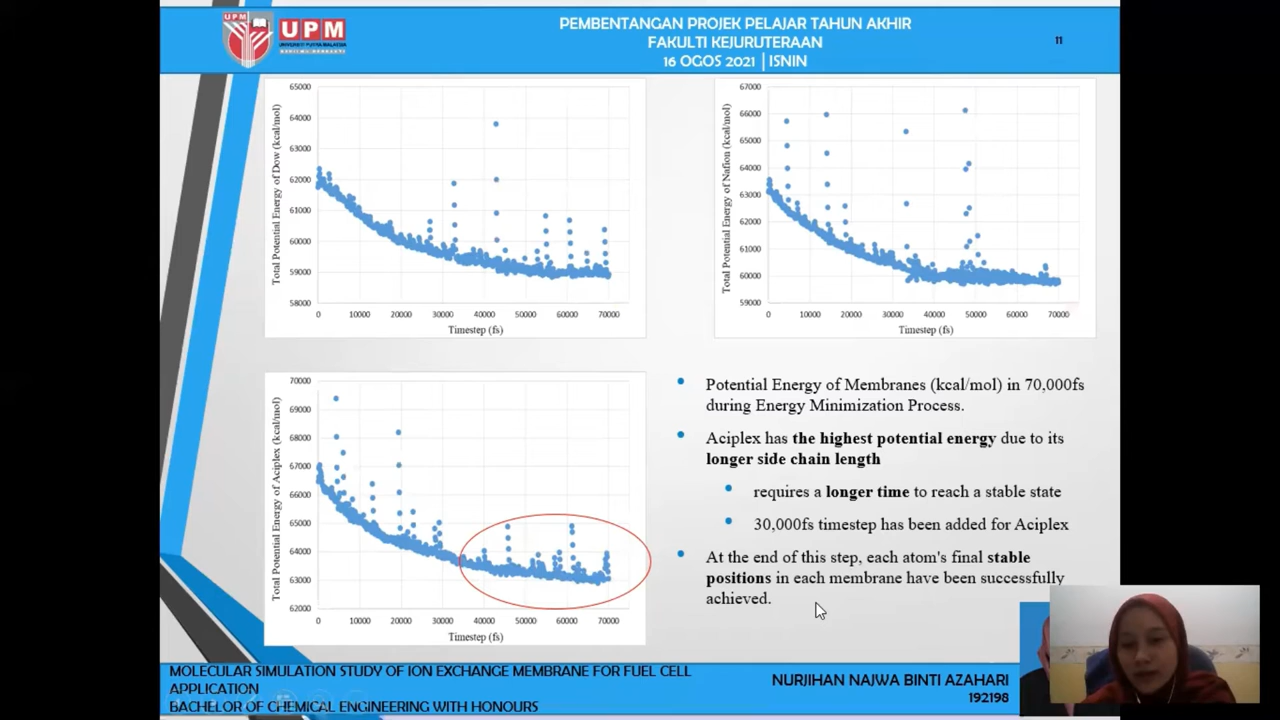 PEMBENTANGAN PROJEK PELAJAR TAHUN AKHIR
FAKULTI KEJURUTERAAN
16 OGOS 2021 | ISNIN
11
UPM
UPM
UNIVERSITI PUTRA MALAYSIA
Total Potential Energy of Dow (kcal/mol)
65000
64000
63000
62000
61000
60000
59000
58000
0 10000 20000 30000 40000 50000 60000 70000
Timestep (fs)
Total Potential Energy of Nafion (kcal/mol)
67000
66000
65000
64000
63000
62000
61000
60000
59000
0 10000 20000 30000 40000 50000 60000 70000
Timestep (fs)
Total Potential Energy of Aciplex (kcal/mol)
70000
69000
68000
67000
66000
65000
64000
63000
62000
0 10000 20000 30000 40000 50000 60000 70000
Timestep (fs)
Potential Energy of Membranes (kcal/mol) in 70,000fs
during Energy Minimization Process.
Aciplex has the highest potential energy due to its
longer side chain length
requires a longer time to reach a stable state
30,000fs timestep has been added for Aciplex
At the end of this step, each atom's final stable
positions in each membrane have been successfully
achieved.
MOLECULAR SIMULATION STUDY OF ION EXCHANGE MEMBRANE FOR FUEL CELL
APPLICATION
BACHELOR OF CHEMICAL ENGINEERING WITH HONOURS
NURJIHAN NAJWA BINTI AZAHARI
192198